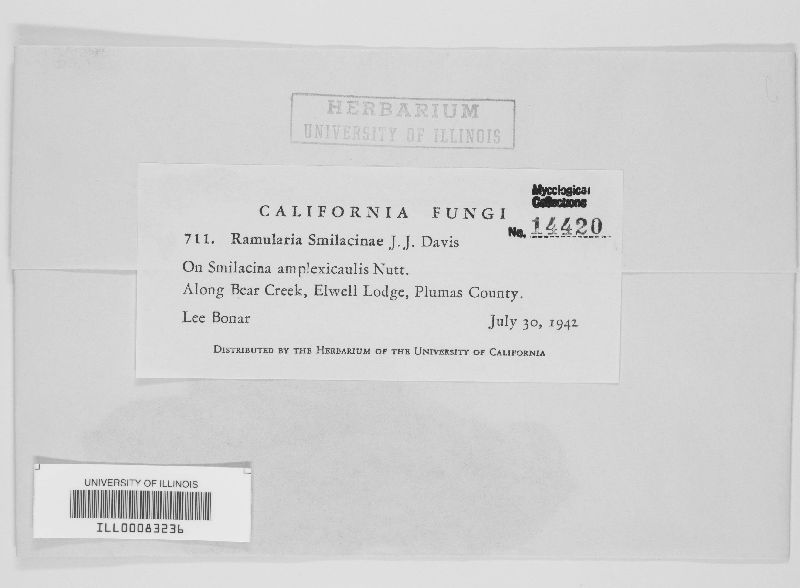 HERBARIUM
UNIVERSITY OF ILLINOIS
Mycological
Collections
No. 14420
CALIFORNIA FUNGI
711. Ramularia Smilacinae J. J. Davis
On Smilacina amplexicaulis Nutt.
Along Bear Creek, Elwell Lodge, Plumas County.
Lee Bonar July 30, 1942
DISTRIBUTED BY THE HERBARIUM OF THE UNIVERSITY OF CALIFORNIA
UNIVERSITY OF ILLINOIS
ILL00083236